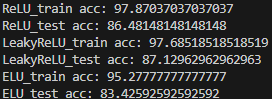 ReLU_train acc: 97.87037037037037
ReLU_test acc: 86.48148148148148
LeakyReLU_train acc: 97.68518518518519
LeakyReLU_test acc: 87.12962962962963
ELU_train acc: 95.27777777777777
ELU_test acc: 83.42592592592592